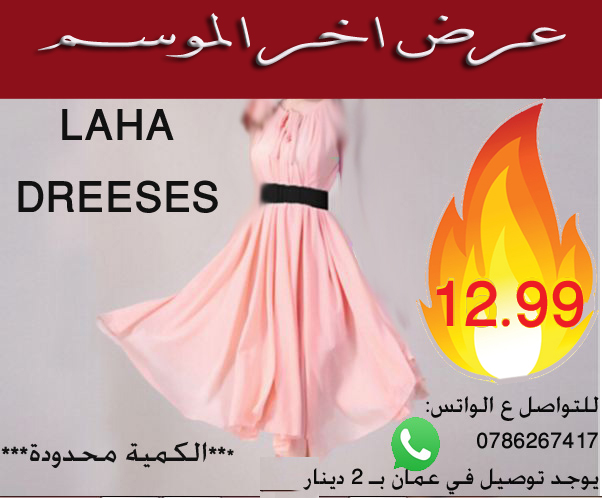 عرض اخر الموسم
LAHA
DREESES
12.99
للتواصل ع الواتس:
0786267417
***الكمية محدودة***
يوجد توصيل في عمان بـ 2 دينار